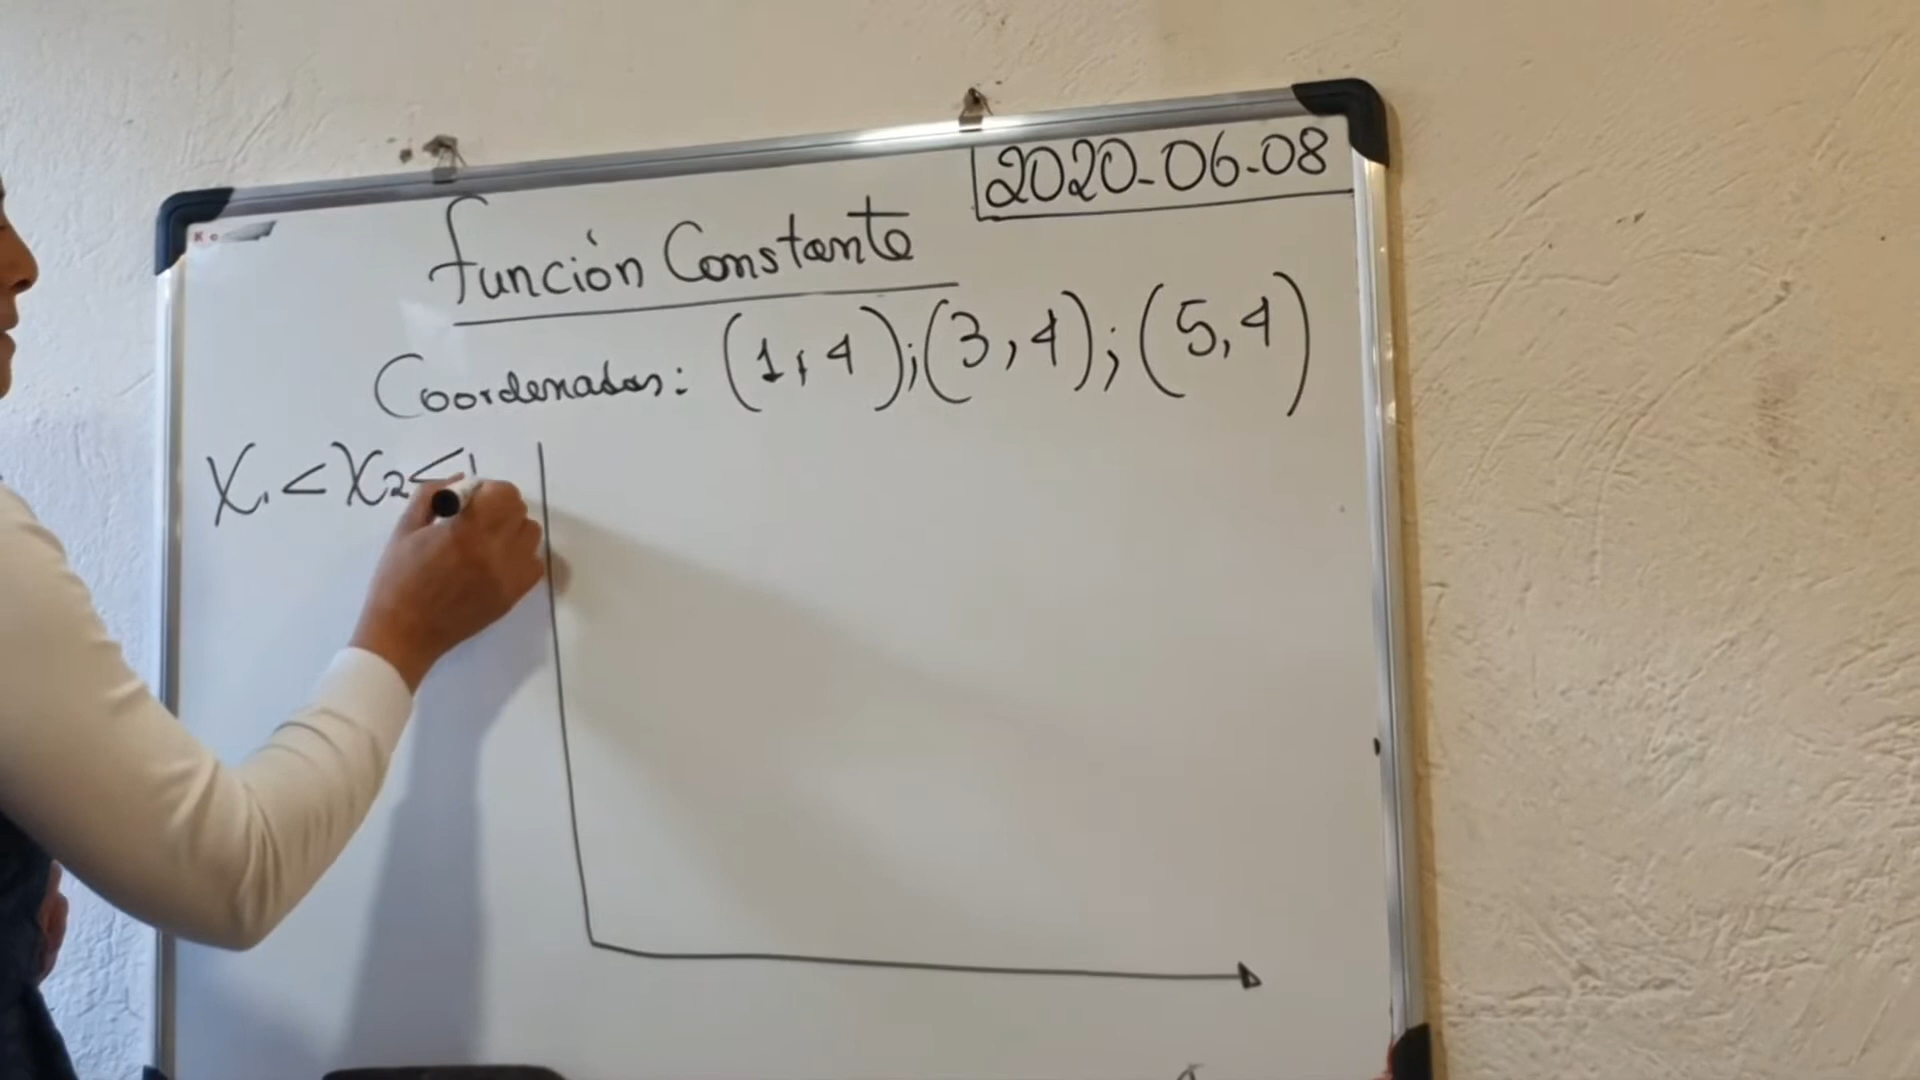 2020-06-08
Función Constante
Coordenadas: (1,4);(3,4);(5,4)
X₁<X₂<